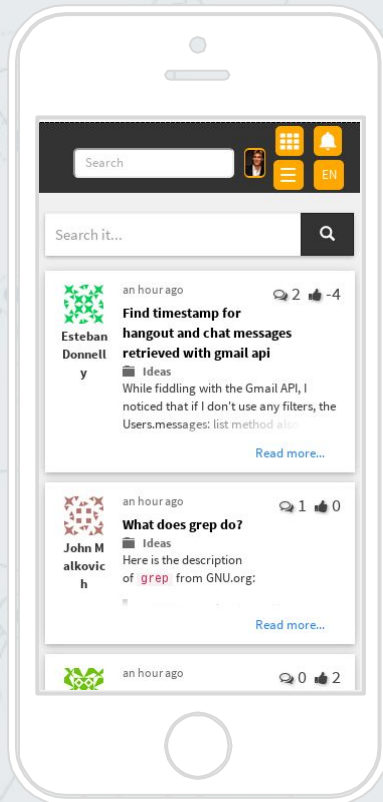 Search
EN
Search it...
an hour ago
2 -4
Find timestamp for
hangout and chat messages
retrieved with gmail api
Esteban
Donnell
y
Ideas
While fiddling with the Gmail API, I
noticed that if I don't use any filters, the
Users.messages: list method also
Read more...
an hour ago
1 0
What does grep do?
John M
alkovic
h
Ideas
Here is the description
of grep from GNU.org:
Read more...
an hour ago
0 2